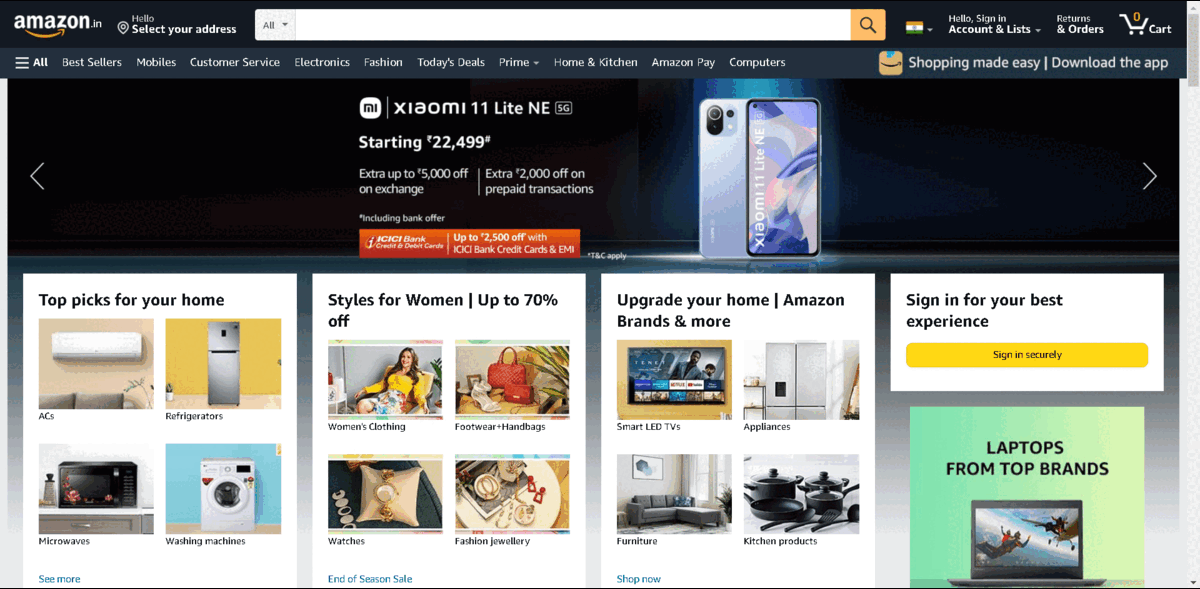 amazon.in
Hello
Select your address
All
Hello, Sign in
Account & Lists
Returns
& Orders
0
Cart
All
Best Sellers
Mobiles
Customer Service
Electronics
Fashion
Today's Deals
Prime
Home & Kitchen
Amazon Pay
Computers
Shopping made easy | Download the app
mi | xiaomi 11 Lite NE 5G
Starting ₹22,499#
Extra up to ₹5,000 off
on exchange
Extra ₹2,000 off on
prepaid transactions
*Including bank offer
ICICI Bank
Credit & Debit Cards
Up to ₹2,500 off with
ICICI Bank Credit Cards & EMI
*T&C apply
XIAOMI 11 Lite NE 5G
Top picks for your home
ACs
Refrigerators
Microwaves
Washing machines
See more
Styles for Women | Up to 70%
off
Women's Clothing
Footwear+Handbags
Watches
Fashion jewellery
End of Season Sale
Upgrade your home | Amazon
Brands & more
TENET
Smart LED TVs
Appliances
Furniture
Kitchen products
Shop now
Sign in for your best
experience
Sign in securely
LAPTOPS
FROM TOP BRANDS